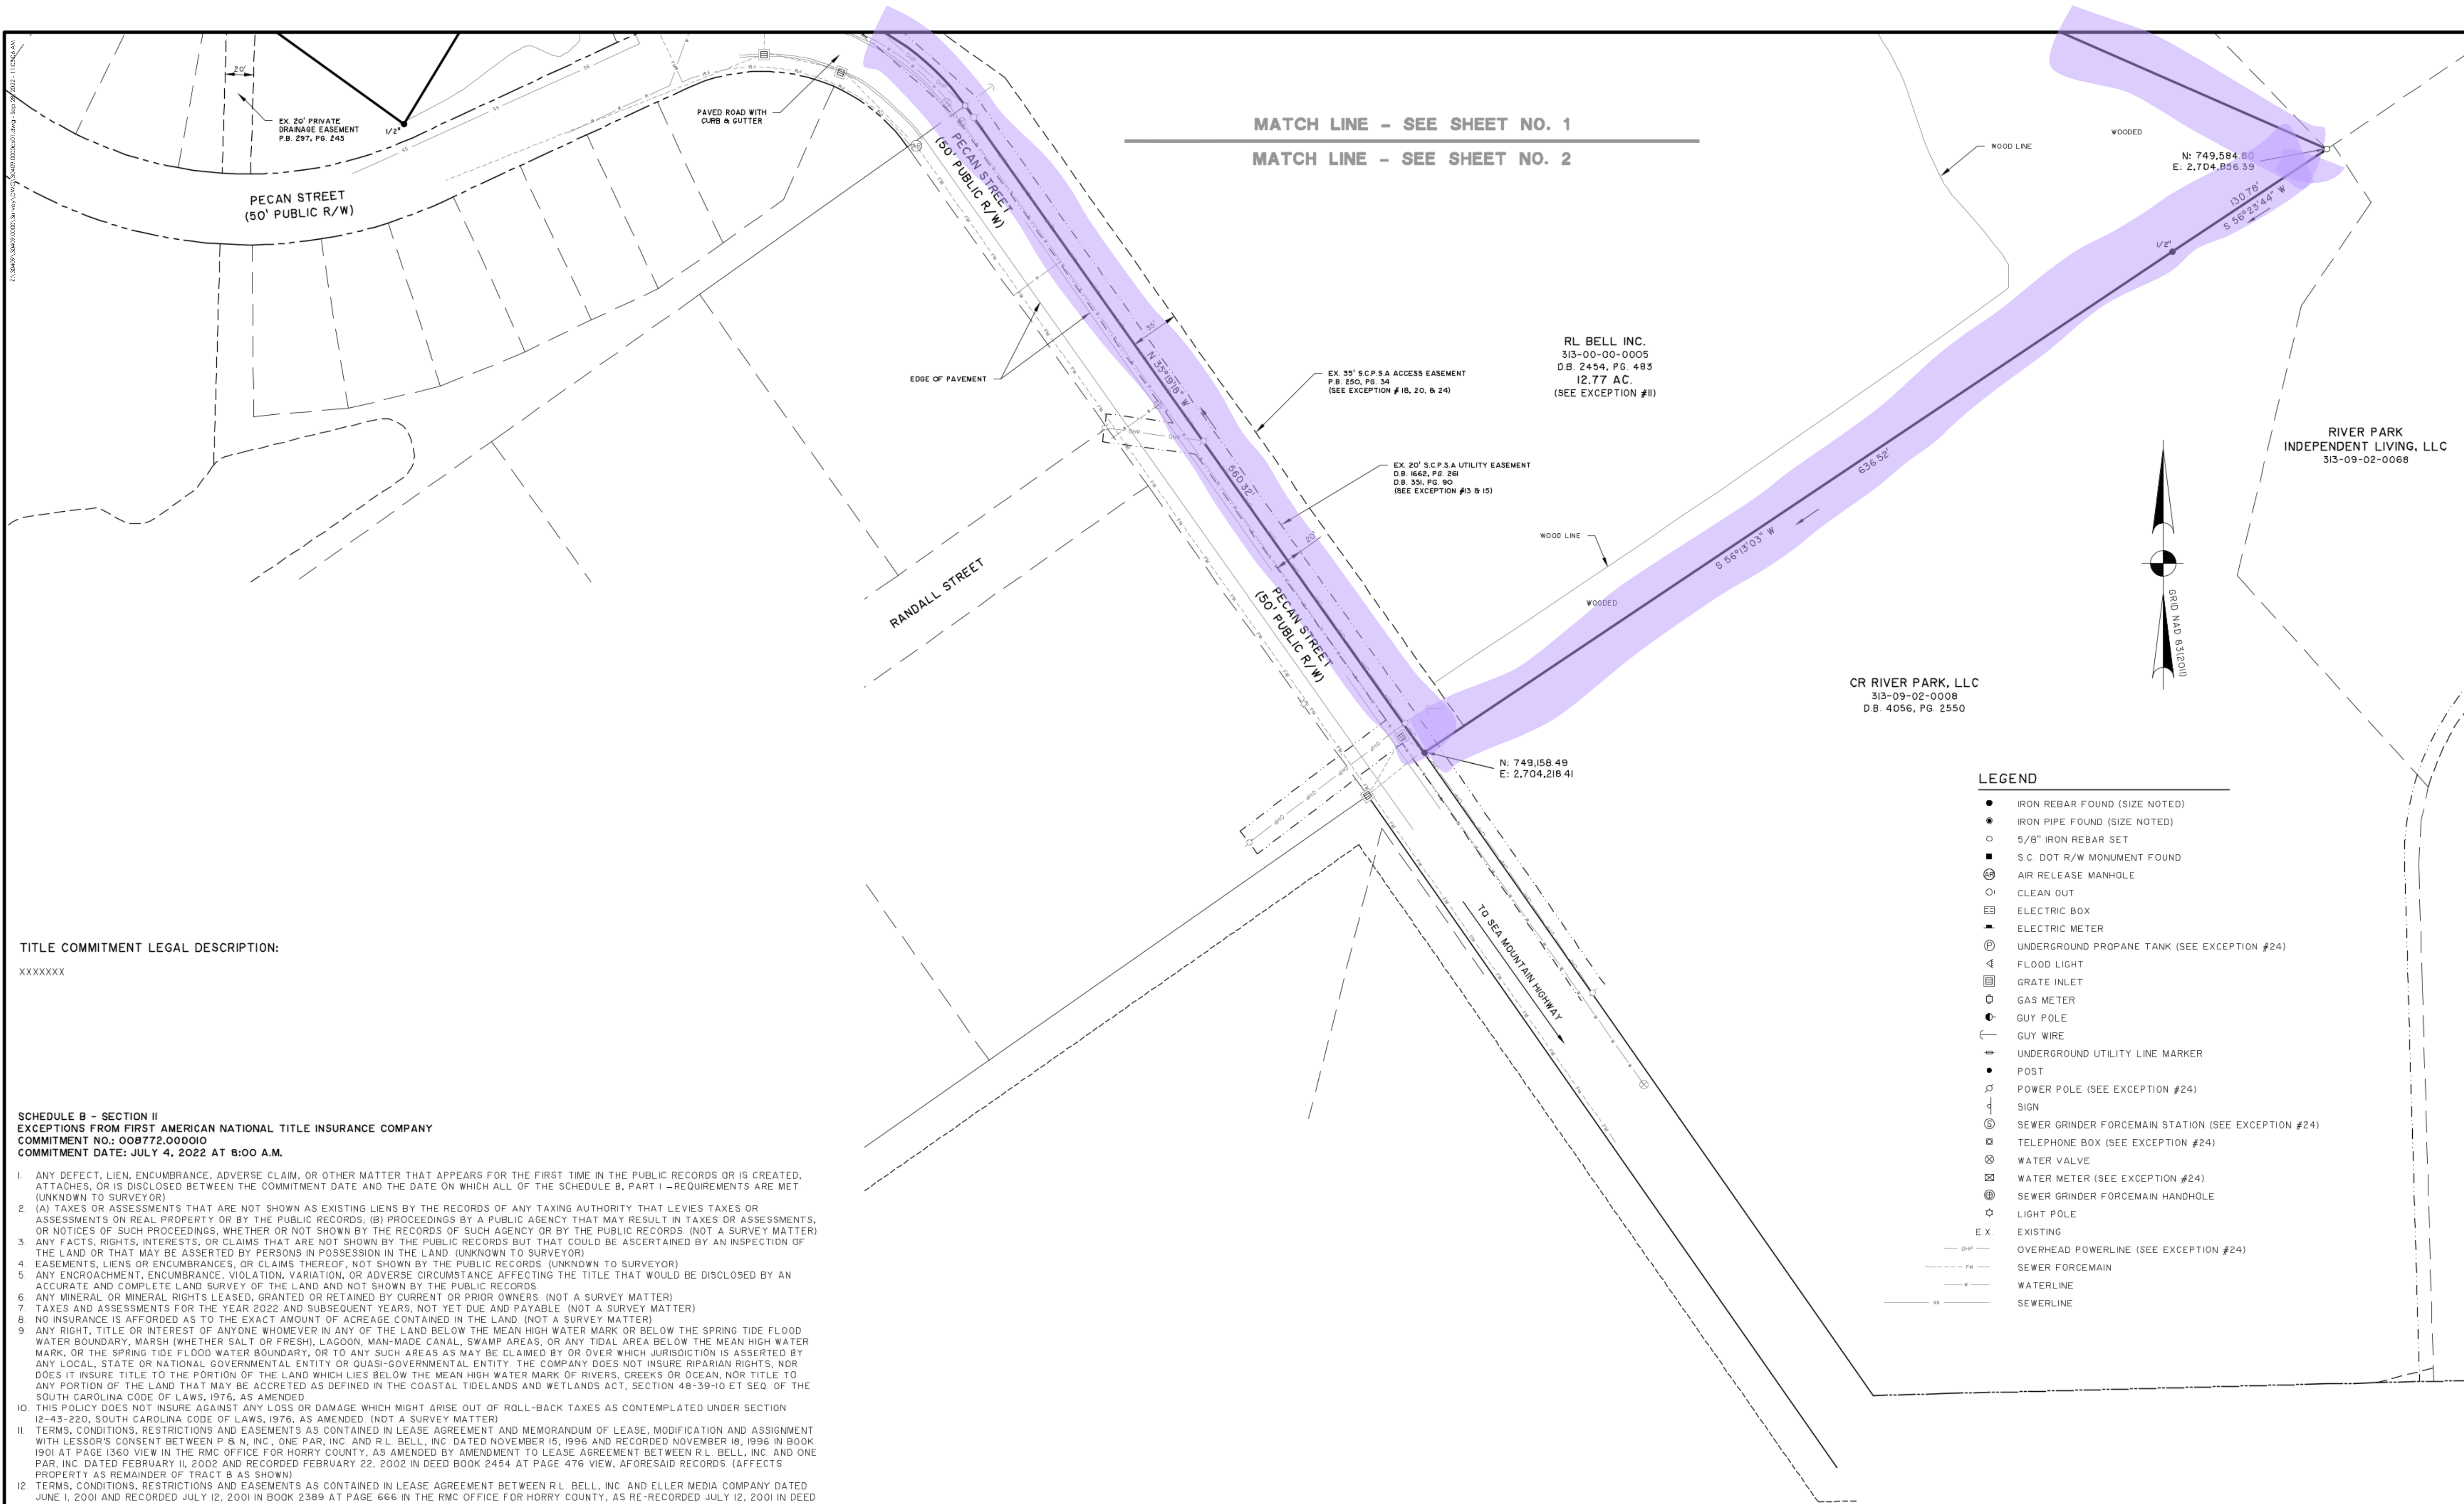 Z:\30409\30409.0000\Survey\DWG\30409.0000as01.dwg - Sep 28, 2022 - 11:03:56 AM
20'
EX. 20' PRIVATE
DRAINAGE EASEMENT
P.B. 297, PG. 245
1/2"
SS
SS
PECAN STREET
(50' PUBLIC R/W)
PAVED ROAD WITH
CURB & GUTTER
PECAN STREET
(50' PUBLIC R/W)
MATCH LINE - SEE SHEET NO. 1
MATCH LINE - SEE SHEET NO. 2
WOOD LINE
WOODED
N: 749,584.80
E: 2,704,856.39
130.78'
S 56°23'44" W
1/2"
35'
N 35°19'18" W
EDGE OF PAVEMENT
EX. 35' S.C.P.S.A ACCESS EASEMENT
P.B. 250, PG. 34
(SEE EXCEPTION # 18, 20, & 24)
RL BELL INC.
313-00-00-0005
D.B. 2454, PG. 483
12.77 AC.
(SEE EXCEPTION #11)
RIVER PARK
INDEPENDENT LIVING, LLC
313-09-02-0068
OHP
OHP
560.32'
EX. 20' S.C.P.S.A UTILITY EASEMENT
D.B. 1662, PG. 261
D.B. 351, PG. 90
(SEE EXCEPTION #13 & 15)
636.52'
20'
WOOD LINE
S 56°13'03" W
RANDALL STREET
WOODED
GRID NAD 83(2011)
PECAN STREET
(50' PUBLIC R/W)
CR RIVER PARK, LLC
313-09-02-0008
D.B. 4056, PG. 2550
N: 749,158.49
E: 2,704,218.41
OHP
OHP
OHP
OHP
TO SEA MOUNTAIN HIGHWAY
LEGEND
IRON REBAR FOUND (SIZE NOTED)
IRON PIPE FOUND (SIZE NOTED)
5/8" IRON REBAR SET
S.C. DOT R/W MONUMENT FOUND
AIR RELEASE MANHOLE
CLEAN OUT
ELECTRIC BOX
ELECTRIC METER
UNDERGROUND PROPANE TANK (SEE EXCEPTION #24)
FLOOD LIGHT
GRATE INLET
GAS METER
GUY POLE
GUY WIRE
UNDERGROUND UTILITY LINE MARKER
POST
POWER POLE (SEE EXCEPTION #24)
SIGN
SEWER GRINDER FORCEMAIN STATION (SEE EXCEPTION #24)
TELEPHONE BOX (SEE EXCEPTION #24)
WATER VALVE
WATER METER (SEE EXCEPTION #24)
SEWER GRINDER FORCEMAIN HANDHOLE
LIGHT POLE
E.X. EXISTING
OHP OVERHEAD POWERLINE (SEE EXCEPTION #24)
FM SEWER FORCEMAIN
W WATERLINE
SS SEWERLINE
TITLE COMMITMENT LEGAL DESCRIPTION:
XXXXXXX
SCHEDULE B - SECTION II
EXCEPTIONS FROM FIRST AMERICAN NATIONAL TITLE INSURANCE COMPANY
COMMITMENT NO.: 008772.000010
COMMITMENT DATE: JULY 4, 2022 AT 8:00 A.M.
1. ANY DEFECT, LIEN, ENCUMBRANCE, ADVERSE CLAIM, OR OTHER MATTER THAT APPEARS FOR THE FIRST TIME IN THE PUBLIC RECORDS OR IS CREATED,
ATTACHES, OR IS DISCLOSED BETWEEN THE COMMITMENT DATE AND THE DATE ON WHICH ALL OF THE SCHEDULE B, PART I -REQUIREMENTS ARE MET.
(UNKNOWN TO SURVEYOR)
2. (A) TAXES OR ASSESSMENTS THAT ARE NOT SHOWN AS EXISTING LIENS BY THE RECORDS OF ANY TAXING AUTHORITY THAT LEVIES TAXES OR
ASSESSMENTS ON REAL PROPERTY OR BY THE PUBLIC RECORDS; (B) PROCEEDINGS BY A PUBLIC AGENCY THAT MAY RESULT IN TAXES OR ASSESSMENTS,
OR NOTICES OF SUCH PROCEEDINGS, WHETHER OR NOT SHOWN BY THE RECORDS OF SUCH AGENCY OR BY THE PUBLIC RECORDS. (NOT A SURVEY MATTER)
3. ANY FACTS, RIGHTS, INTERESTS, OR CLAIMS THAT ARE NOT SHOWN BY THE PUBLIC RECORDS BUT THAT COULD BE ASCERTAINED BY AN INSPECTION OF
THE LAND OR THAT MAY BE ASSERTED BY PERSONS IN POSSESSION IN THE LAND. (UNKNOWN TO SURVEYOR)
4. EASEMENTS, LIENS OR ENCUMBRANCES, OR CLAIMS THEREOF, NOT SHOWN BY THE PUBLIC RECORDS. (UNKNOWN TO SURVEYOR)
5. ANY ENCROACHMENT, ENCUMBRANCE, VIOLATION, VARIATION, OR ADVERSE CIRCUMSTANCE AFFECTING THE TITLE THAT WOULD BE DISCLOSED BY AN
ACCURATE AND COMPLETE LAND SURVEY OF THE LAND AND NOT SHOWN BY THE PUBLIC RECORDS.
6. ANY MINERAL OR MINERAL RIGHTS LEASED, GRANTED OR RETAINED BY CURRENT OR PRIOR OWNERS. (NOT A SURVEY MATTER)
7. TAXES AND ASSESSMENTS FOR THE YEAR 2022 AND SUBSEQUENT YEARS, NOT YET DUE AND PAYABLE. (NOT A SURVEY MATTER)
8. NO INSURANCE IS AFFORDED AS TO THE EXACT AMOUNT OF ACREAGE CONTAINED IN THE LAND. (NOT A SURVEY MATTER)
9. ANY RIGHT, TITLE OR INTEREST OF ANYONE WHOMEVER IN ANY OF THE LAND BELOW THE MEAN HIGH WATER MARK OR BELOW THE SPRING TIDE FLOOD
WATER BOUNDARY, MARSH (WHETHER SALT OR FRESH), LAGOON, MAN-MADE CANAL, SWAMP AREAS, OR ANY TIDAL AREA BELOW THE MEAN HIGH WATER
MARK, OR THE SPRING TIDE FLOOD WATER BOUNDARY, OR TO ANY SUCH AREAS AS MAY BE CLAIMED BY OR OVER WHICH JURISDICTION IS ASSERTED BY
ANY LOCAL, STATE OR NATIONAL GOVERNMENTAL ENTITY OR QUASI-GOVERNMENTAL ENTITY. THE COMPANY DOES NOT INSURE RIPARIAN RIGHTS, NOR
DOES IT INSURE TITLE TO THE PORTION OF THE LAND WHICH LIES BELOW THE MEAN HIGH WATER MARK OF RIVERS, CREEKS OR OCEAN, NOR TITLE TO
ANY PORTION OF THE LAND THAT MAY BE ACCRETED AS DEFINED IN THE COASTAL TIDELANDS AND WETLANDS ACT, SECTION 48-39-10 ET SEQ. OF THE
SOUTH CAROLINA CODE OF LAWS, 1976, AS AMENDED.
10. THIS POLICY DOES NOT INSURE AGAINST ANY LOSS OR DAMAGE WHICH MIGHT ARISE OUT OF ROLL-BACK TAXES AS CONTEMPLATED UNDER SECTION
12-43-220, SOUTH CAROLINA CODE OF LAWS, 1976, AS AMENDED. (NOT A SURVEY MATTER)
11. TERMS, CONDITIONS, RESTRICTIONS AND EASEMENTS AS CONTAINED IN LEASE AGREEMENT AND MEMORANDUM OF LEASE, MODIFICATION AND ASSIGNMENT
WITH LESSOR'S CONSENT BETWEEN P & N, INC., ONE PAR, INC. AND R.L. BELL, INC. DATED NOVEMBER 15, 1996 AND RECORDED NOVEMBER 18, 1996 IN BOOK
1901 AT PAGE 1360 VIEW IN THE RMC OFFICE FOR HORRY COUNTY, AS AMENDED BY AMENDMENT TO LEASE AGREEMENT BETWEEN R.L. BELL, INC. AND ONE
PAR, INC. DATED FEBRUARY 11, 2002 AND RECORDED FEBRUARY 22, 2002 IN DEED BOOK 2454 AT PAGE 476 VIEW, AFORESAID RECORDS. (AFFECTS
PROPERTY AS REMAINDER OF TRACT B AS SHOWN)
12. TERMS, CONDITIONS, RESTRICTIONS AND EASEMENTS AS CONTAINED IN LEASE AGREEMENT BETWEEN R.L. BELL, INC. AND ELLER MEDIA COMPANY DATED
JUNE 1, 2001 AND RECORDED JULY 12, 2001 IN BOOK 2389 AT PAGE 666 IN THE RMC OFFICE FOR HORRY COUNTY, AS RE-RECORDED JULY 12, 2001 IN DEED